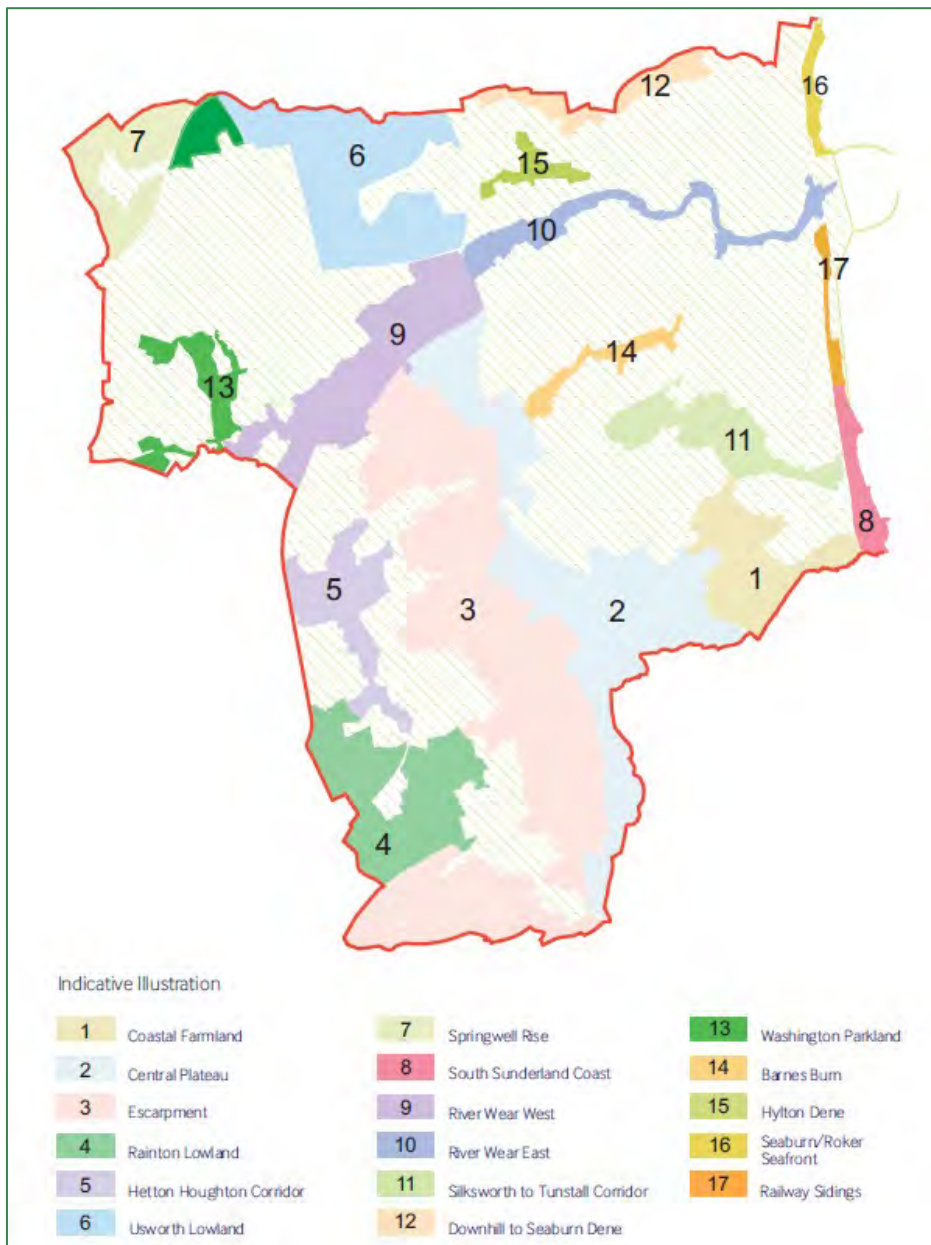 16
12
7
6
15
10
17
9
14
13
11
8
5
1
3
2
4
Indicative Illustration
1 Coastal Farmland
2 Central Plateau
3 Escarpment
4 Rainton Lowland
5 Hetton Houghton Corridor
6 Usworth Lowland
7 Springwell Rise
8 South Sunderland Coast
9 River Wear West
10 River Wear East
11 Silksworth to Tunstall Corridor
12 Downhill to Seaburn Dene
13 Washington Parkland
14 Barnes Burn
15 Hylton Dene
16 Seaburn/Roker
Seafront
17 Railway Sidings